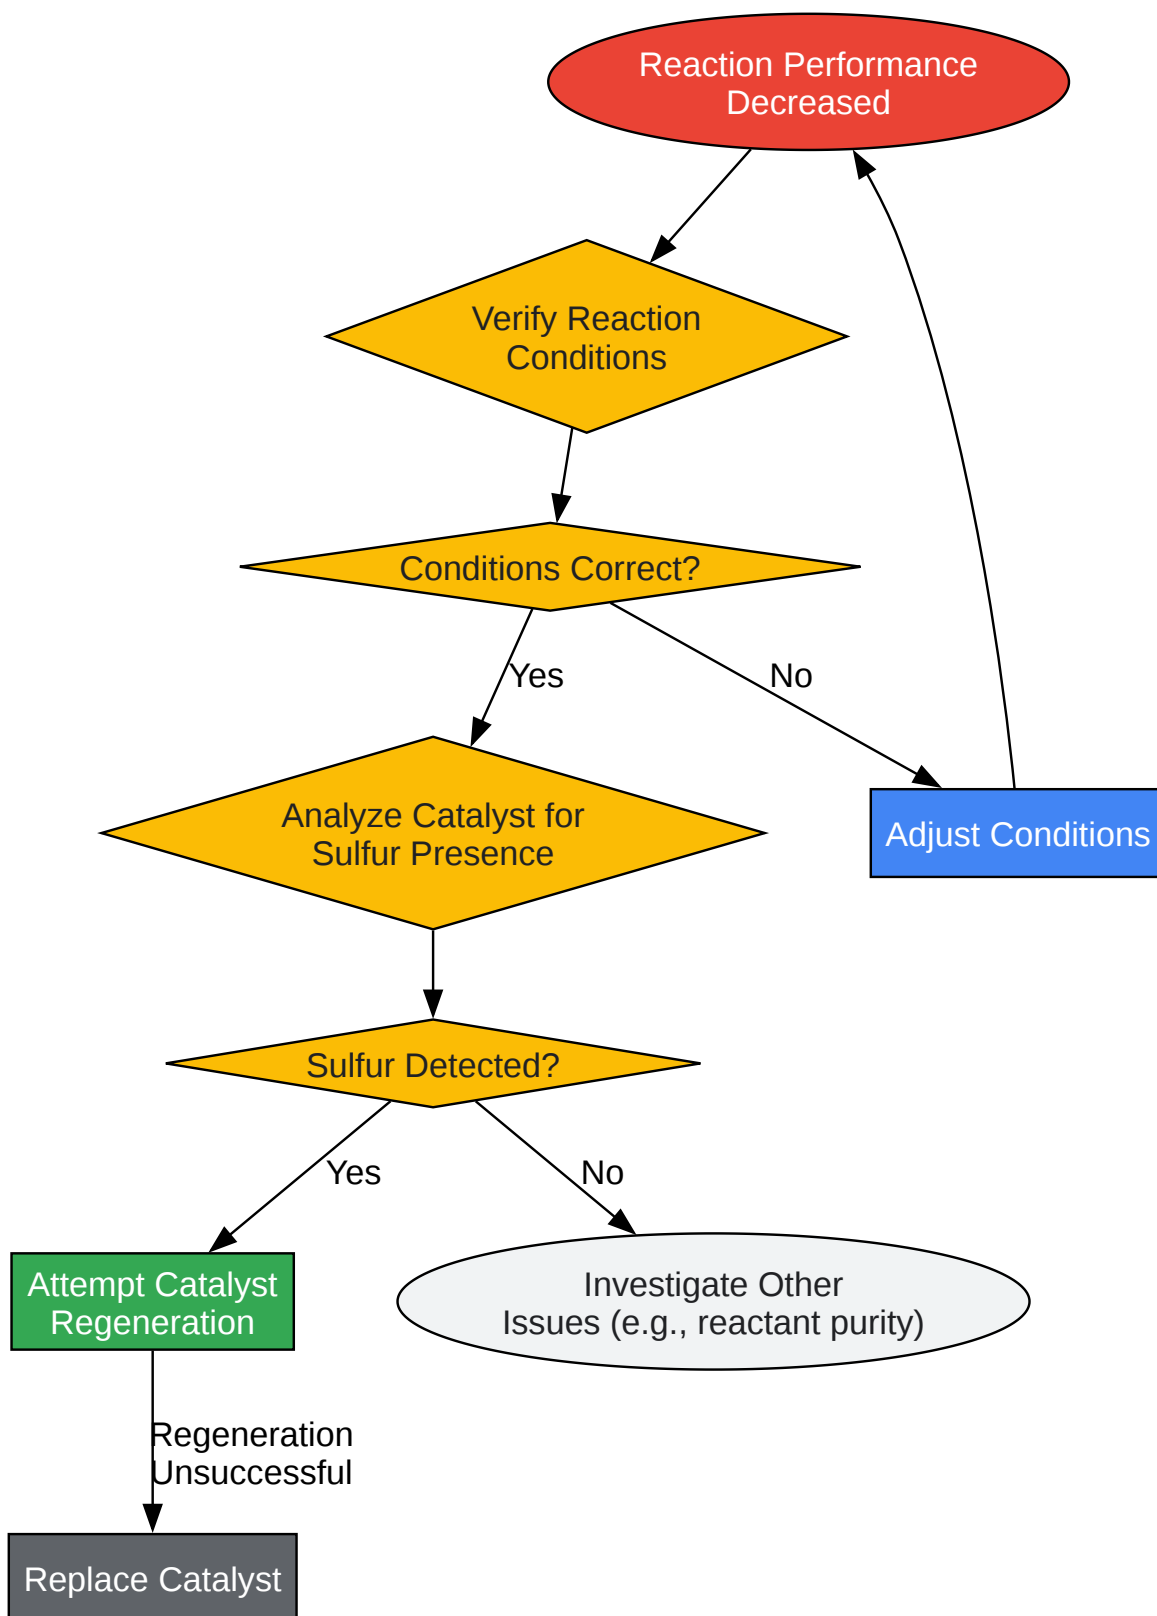 Reaction Performance
Decreased
Verify Reaction
Conditions
Conditions Correct?
Yes
No
Analyze Catalyst for
Sulfur Presence
Adjust Conditions
Sulfur Detected?
Yes
No
Attempt Catalyst
Regeneration
Investigate Other
Issues (e.g., reactant purity)
Regeneration
Unsuccessful
Replace Catalyst